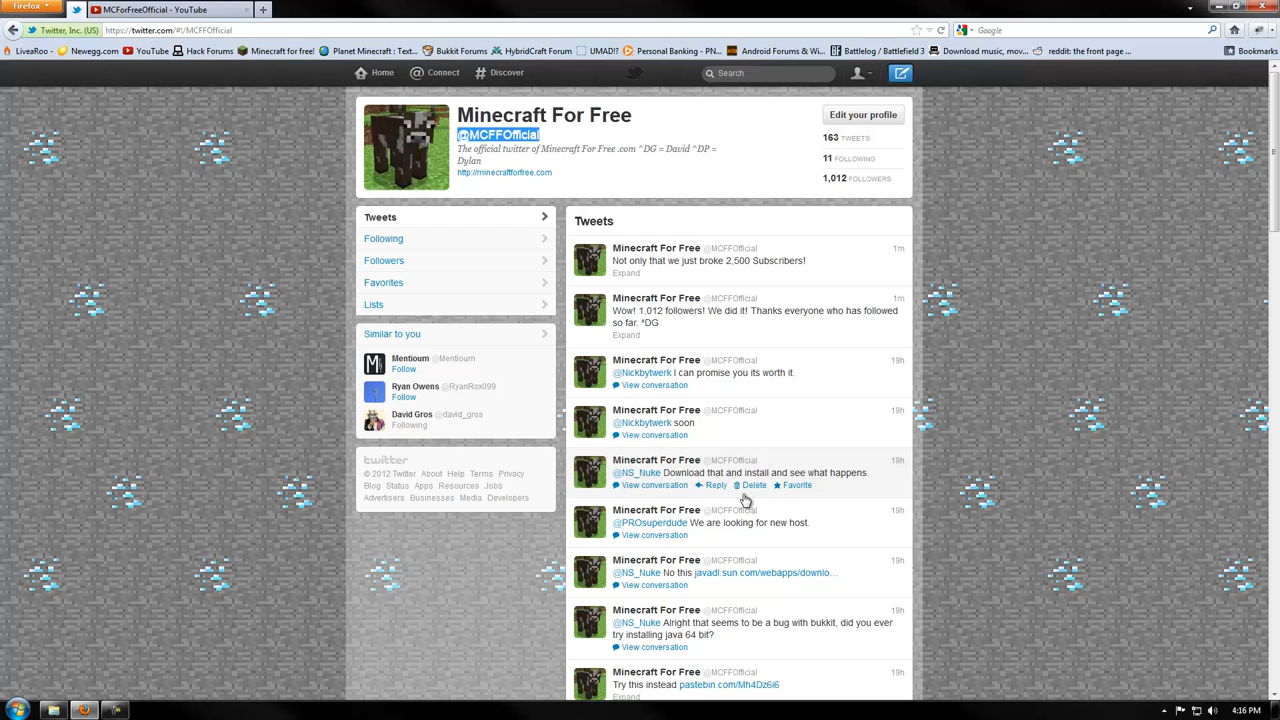 Firefox
MCForFreeOfficial - YouTube
Twitter, Inc. (US)
https://twitter.com/#!/MCFFOfficial
Google
LiveaRoo
Newegg.com
YouTube
Hack Forums
Minecraft for free!
Planet Minecraft : Text...
Bukkit Forums
HybridCraft Forum
UMAD!?
Personal Banking - PN...
Android Forums & Wi...
Battlelog / Battlefield 3
Download music, mov...
reddit: the front page ...
Bookmarks
Home
Connect
Discover
Search
Minecraft For Free
@MCFFOfficial
The official twitter of Minecraft For Free .com ^DG = David ^DP =
Dylan
http://minecraftforfree.com
Edit your profile
163 TWEETS
11 FOLLOWING
1,012 FOLLOWERS
Tweets
Following
Followers
Favorites
Lists
Similar to you
Mentioum @Mentioum
Follow
Ryan Owens @RyanRox099
Follow
David Gros @david_gros
Following
twitter
© 2012 Twitter About Help Terms Privacy
Blog Status Apps Resources Jobs
Advertisers Businesses Media Developers
Tweets
Minecraft For Free @MCFFOfficial 1m
Not only that we just broke 2,500 Subscribers!
Expand
Minecraft For Free @MCFFOfficial 1m
Wow! 1,012 followers! We did it! Thanks everyone who has followed
so far. ^DG
Expand
Minecraft For Free @MCFFOfficial 19h
@Nickbytwerk I can promise you its worth it.
View conversation
Minecraft For Free @MCFFOfficial 19h
@Nickbytwerk soon
View conversation
Minecraft For Free @MCFFOfficial 19h
@NS_Nuke Download that and install and see what happens.
View conversation Reply Delete Favorite
Minecraft For Free @MCFFOfficial 19h
@PROsuperdude We are looking for new host.
View conversation
Minecraft For Free @MCFFOfficial 19h
@NS_Nuke No this javadl.sun.com/webapps/downlo...
View conversation
Minecraft For Free @MCFFOfficial 19h
@NS_Nuke Alright that seems to be a bug with bukkit, did you ever
try installing java 64 bit?
View conversation
Minecraft For Free @MCFFOfficial 19h
Try this instead pastebin.com/Mh4Dz6i6
Expand
4:16 PM